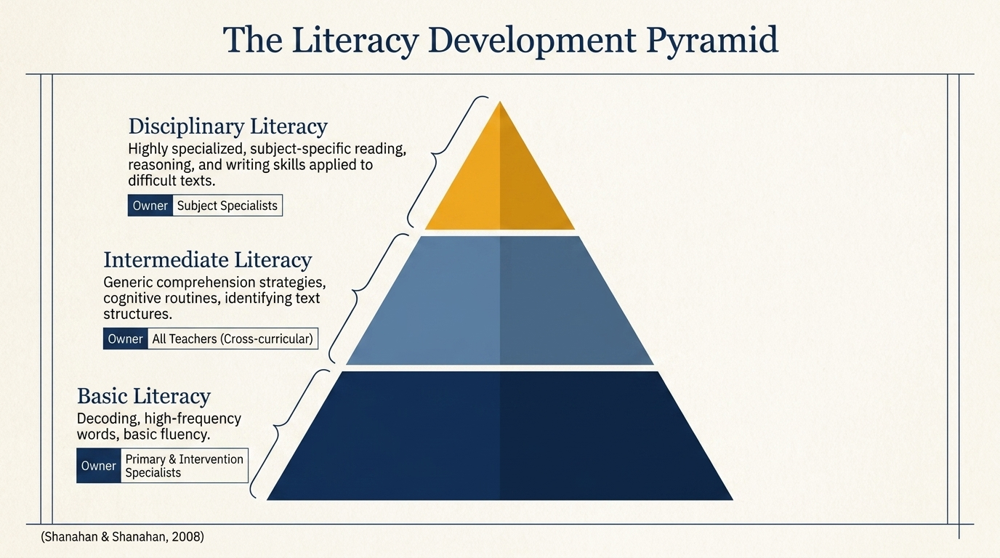 The Literacy Development Pyramid
Disciplinary Literacy
Highly specialized, subject-specific reading,
reasoning, and writing skills applied to
difficult texts.
Owner Subject Specialists
Intermediate Literacy
Generic comprehension strategies,
cognitive routines, identifying text
structures.
Owner All Teachers (Cross-curricular)
Basic Literacy
Decoding, high-frequency
words, basic fluency.
Owner Primary & Intervention
Specialists
(Shanahan & Shanahan, 2008)